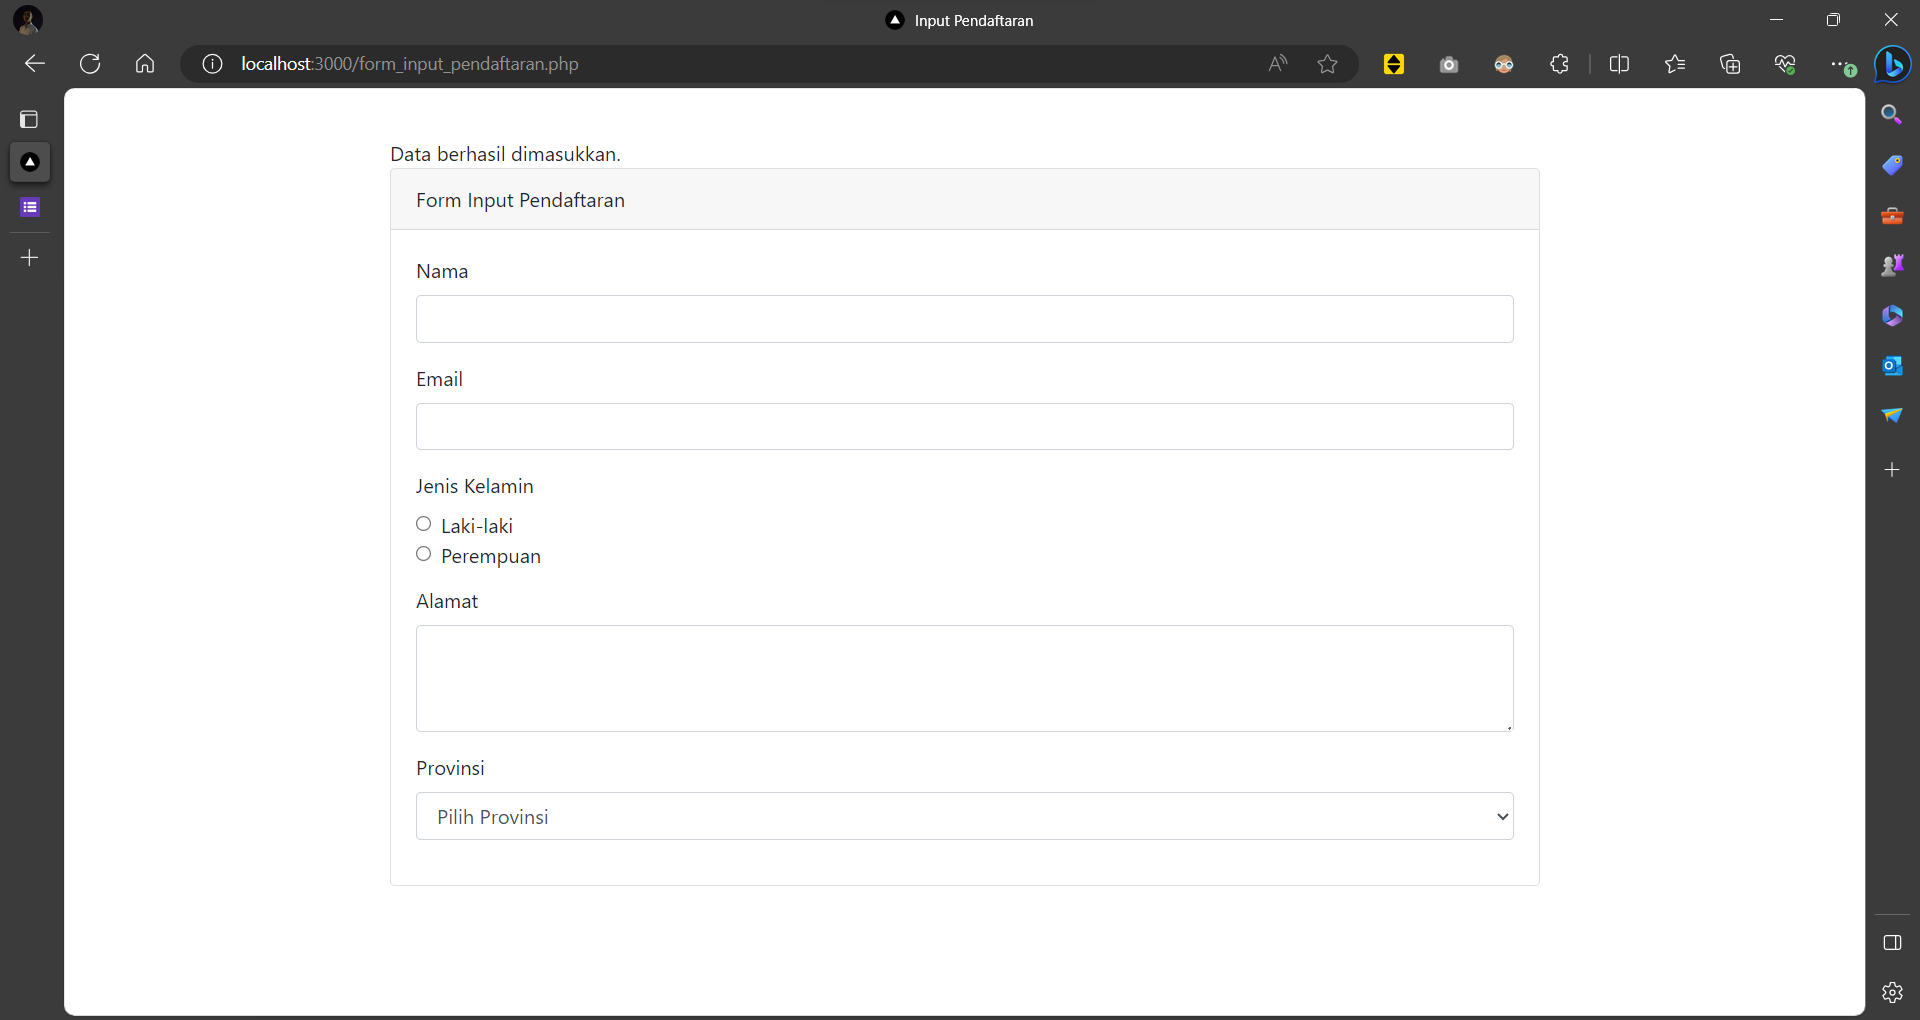 Input Pendaftaran
localhost:3000/form_input_pendaftaran.php
Data berhasil dimasukkan.
Form Input Pendaftaran
Nama
Email
Jenis Kelamin
Laki-laki
Perempuan
Alamat
Provinsi
Pilih Provinsi